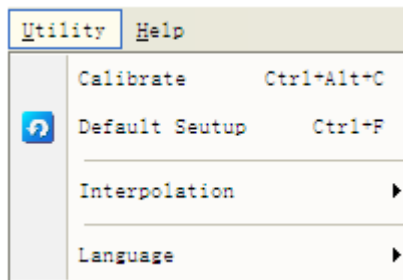 Utility Help
Calibrate Ctrl+Alt+C
Default Seutup Ctrl+F
Interpolation
Language